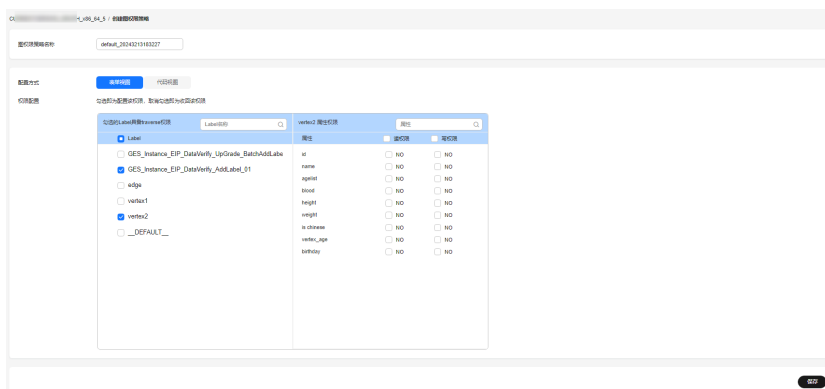 _x86_64_5 / 创建图权限策略
图权限策略名称 default_20243213103227
配置方式 表单视图 代码视图
权限配置 勾选即为配置该权限，取消勾选即为收回该权限
勾选的Label具备traverse权限 Label名称 vertex2 属性权限 属性
Label 属性 读权限 写权限
GES_Instance_EIP_DataVerify_UpGrade_BatchAddLabe id NO NO
GES_Instance_EIP_DataVerify_AddLabel_01 name NO NO
edge agelist NO NO
vertex1 blood NO NO
vertex2 height NO NO
__DEFAULT__ weight NO NO
is chinese NO NO
vertex_age NO NO
birthday NO NO
保存